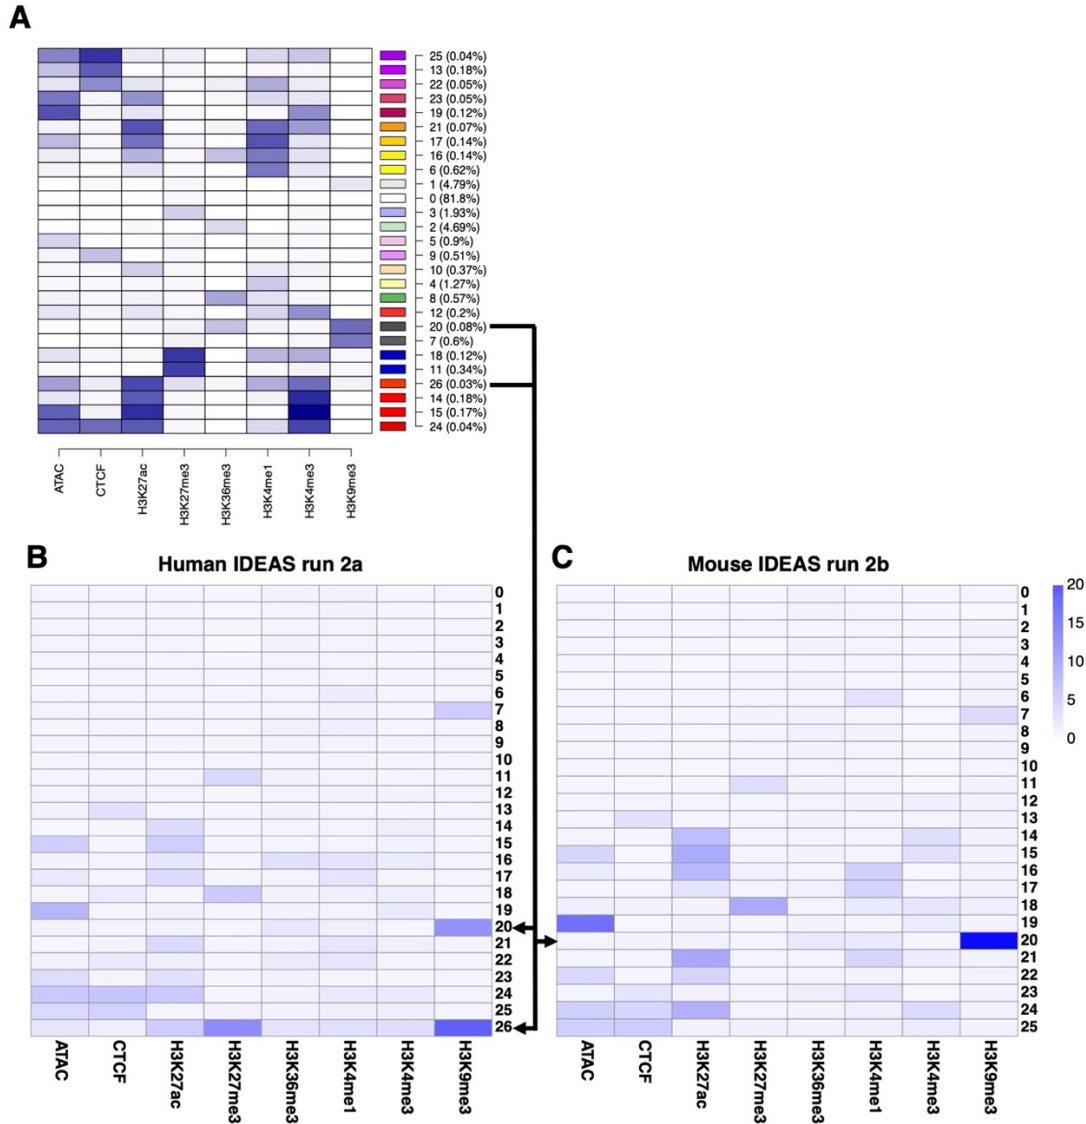 A
25 (0.04%)
13 (0.18%)
22 (0.05%)
23 (0.05%)
19 (0.12%)
21 (0.07%)
17 (0.14%)
16 (0.14%)
6 (0.62%)
1 (4.79%)
0 (81.8%)
3 (1.93%)
2 (4.69%)
5 (0.9%)
9 (0.51%)
10 (0.37%)
4 (1.27%)
8 (0.57%)
12 (0.2%)
20 (0.08%)
7 (0.6%)
18 (0.12%)
11 (0.34%)
26 (0.03%)
14 (0.18%)
15 (0.17%)
24 (0.04%)
ATAC
CTCF
H3K27ac
H3K27me3
H3K36me3
H3K4me1
H3K4me3
H3K9me3
B
Human IDEAS run 2a
0
1
2
3
4
5
6
7
8
9
10
11
12
13
14
15
16
17
18
19
20
21
22
23
24
25
26
ATAC
CTCF
H3K27ac
H3K27me3
H3K36me3
H3K4me1
H3K4me3
H3K9me3
C
Mouse IDEAS run 2b
0
1
2
3
4
5
6
7
8
9
10
11
12
13
14
15
16
17
18
19
20
21
22
23
24
25
ATAC
CTCF
H3K27ac
H3K27me3
H3K96me3
H3K4me1
H3K4me3
H3K9me3
20
15
10
5
0